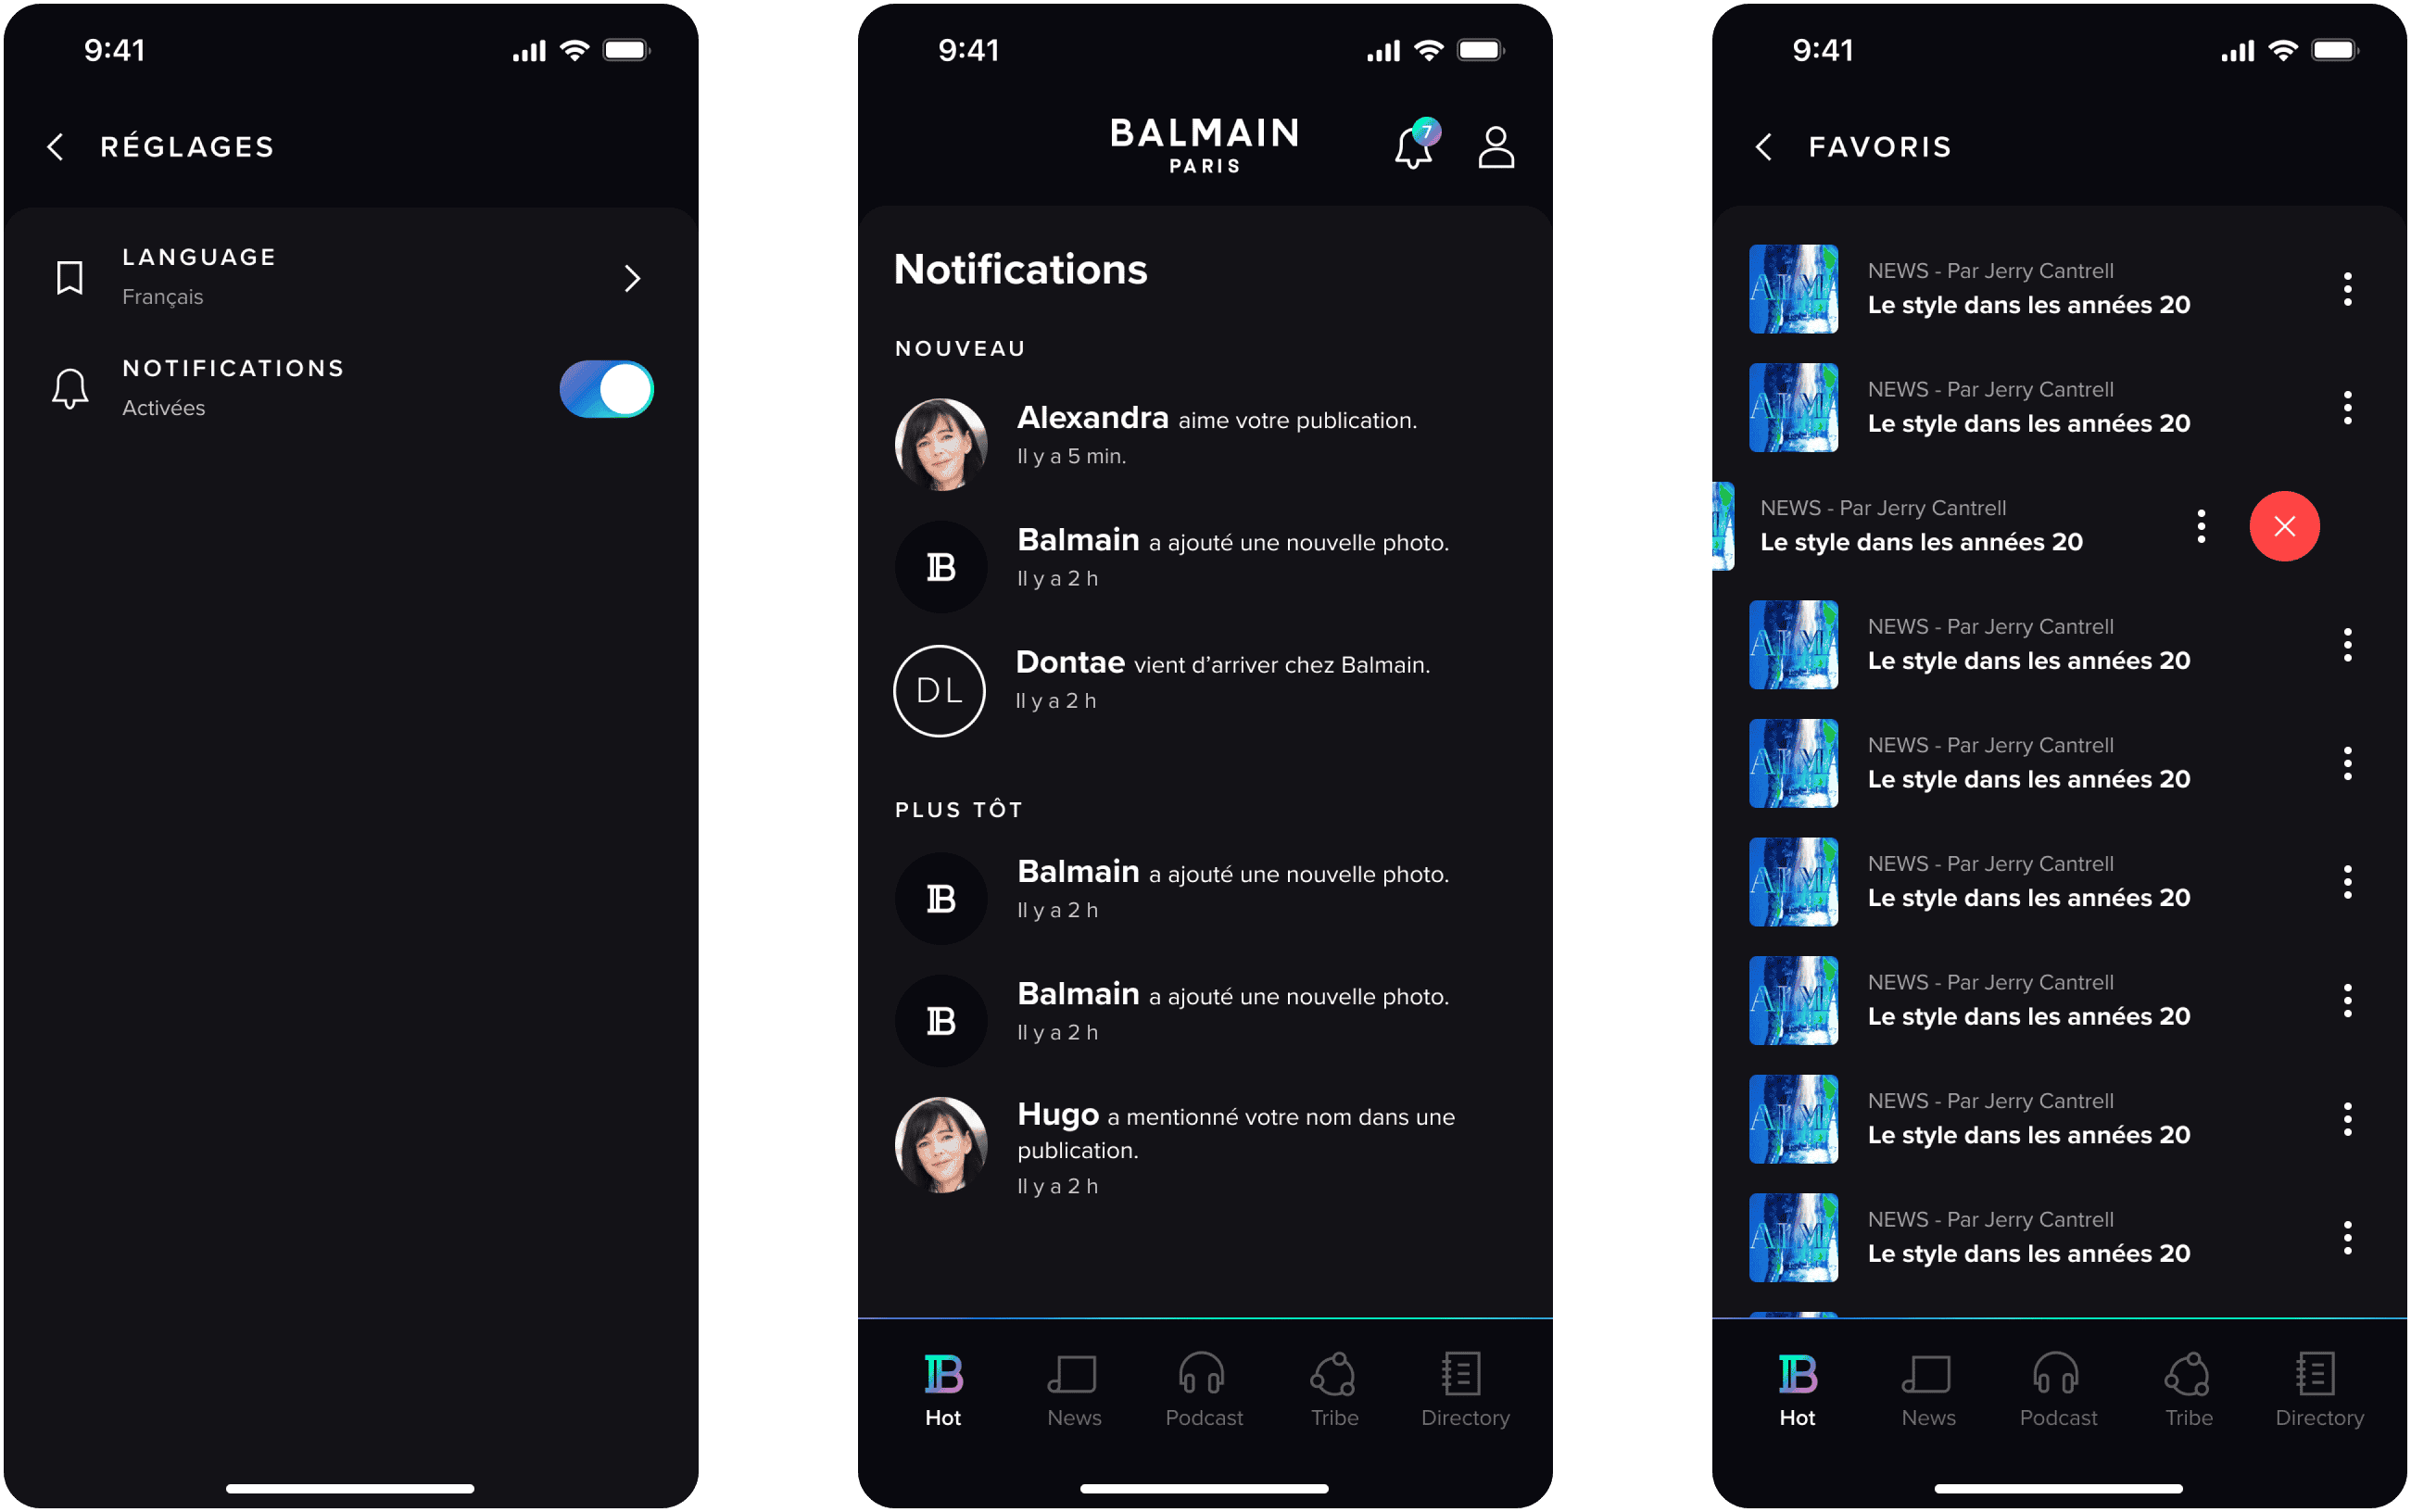 9:41
RÉGLAGES
LANGUAGE
Français
NOTIFICATIONS
Activées
9:41
BALMAIN
PARIS
7
Notifications
NOUVEAU
Alexandra aime votre publication.
Il y a 5 min.
B
Balmain a ajouté une nouvelle photo.
Il y a 2 h
DL
Dontae vient d’arriver chez Balmain.
Il y a 2 h
PLUS TÔT
B
Balmain a ajouté une nouvelle photo.
Il y a 2 h
B
Balmain a ajouté une nouvelle photo.
Il y a 2 h
Hugo a mentionné votre nom dans une
publication.
Il y a 2 h
B
Hot
News
Podcast
Tribe
Directory
9:41
FAVORIS
NEWS - Par Jerry Cantrell
Le style dans les années 20
NEWS - Par Jerry Cantrell
Le style dans les années 20
NEWS - Par Jerry Cantrell
Le style dans les années 20
NEWS - Par Jerry Cantrell
Le style dans les années 20
NEWS - Par Jerry Cantrell
Le style dans les années 20
NEWS - Par Jerry Cantrell
Le style dans les années 20
NEWS - Par Jerry Cantrell
Le style dans les années 20
NEWS - Par Jerry Cantrell
Le style dans les années 20
NEWS - Par Jerry Cantrell
Le style dans les années 20
B
Hot
News
Podcast
Tribe
Directory